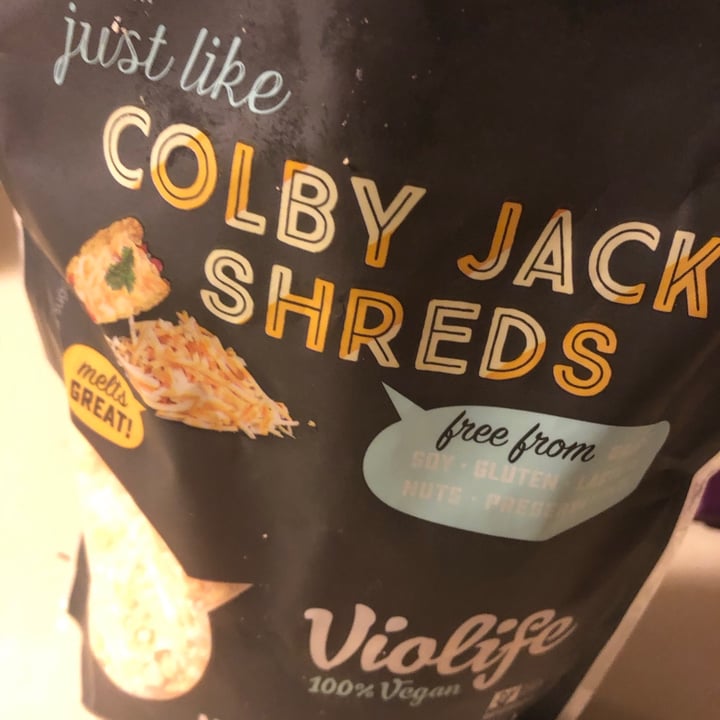 just like
COLBY JACK
SHREDS
melts
GREAT!
free from
SOY · GLUTEN
NUTS ·
Violife
100% Vegan